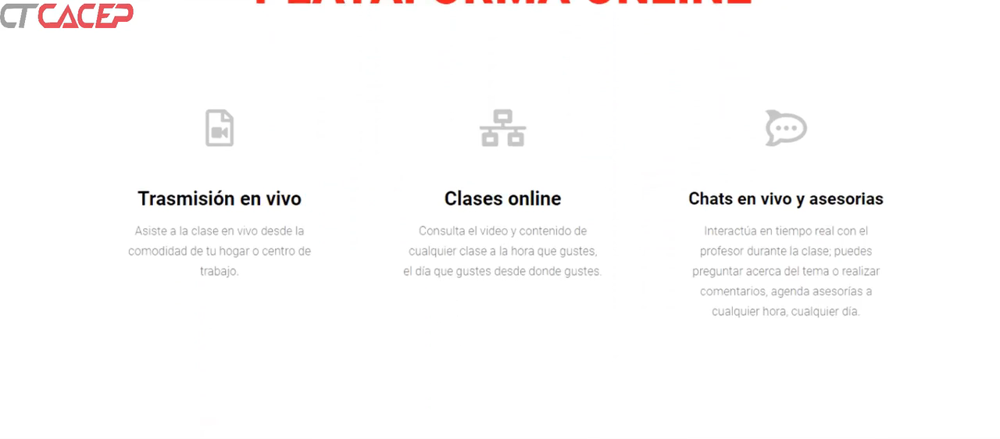 PLATAFORMA ONLINE
CTCACEP
Trasmisión en vivo
Asiste a la clase en vivo desde la
comodidad de tu hogar o centro de
trabajo.
Clases online
Consulta el video y contenido de
cualquier clase a la hora que gustes,
el día que gustes desde donde gustes.
Chats en vivo y asesorias
Interactúa en tiempo real con el
profesor durante la clase; puedes
preguntar acerca del tema o realizar
comentarios, agenda asesorías a
cualquier hora, cualquier día.